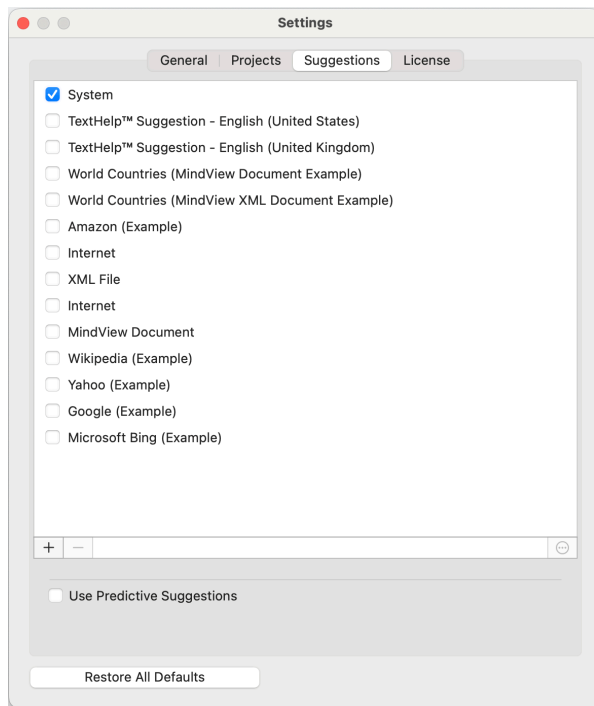 Settings
General
Projects
Suggestions
License
System
TextHelp™ Suggestion - English (United States)
TextHelp™ Suggestion - English (United Kingdom)
World Countries (MindView Document Example)
World Countries (MindView XML Document Example)
Amazon (Example)
Internet
XML File
Internet
MindView Document
Wikipedia (Example)
Yahoo (Example)
Google (Example)
Microsoft Bing (Example)
Use Predictive Suggestions
Restore All Defaults